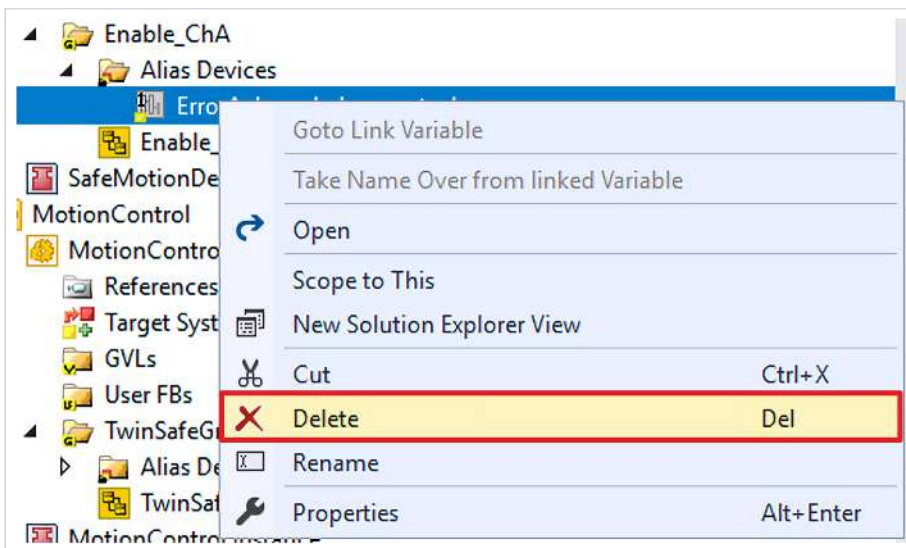 Enable_ChA
Alias Devices
Erro
Goto Link Variable
Enable_
SafeMotionDe
Take Name Over from linked Variable
MotionControl
Open
MotionContro
References
Scope to This
Target Syst
New Solution Explorer View
GVLs
Cut Ctrl+X
User FBs
Delete Del
TwinSafeGr
Alias De
Rename
TwinSaf
Properties Alt+Enter
MotionControlInstance